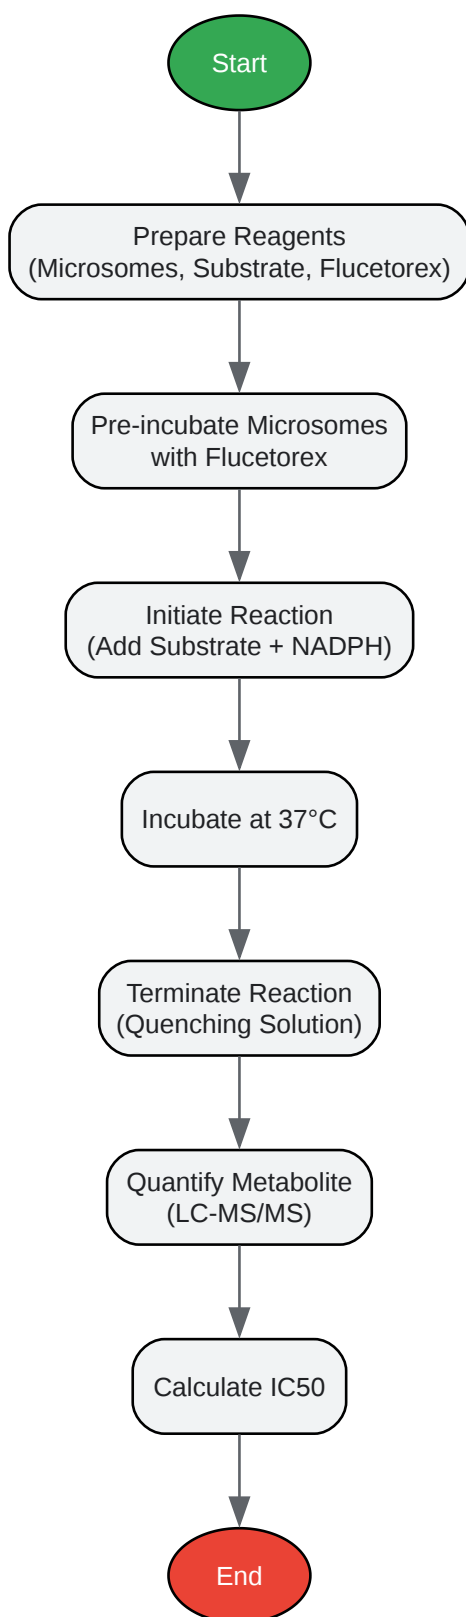 Start
Prepare Reagents
(Microsomes, Substrate, Flucetorex)
Pre-incubate Microsomes
with Flucetorex
Initiate Reaction
(Add Substrate + NADPH)
Incubate at 37°C
Terminate Reaction
(Quenching Solution)
Quantify Metabolite
(LC-MS/MS)
Calculate IC50
End